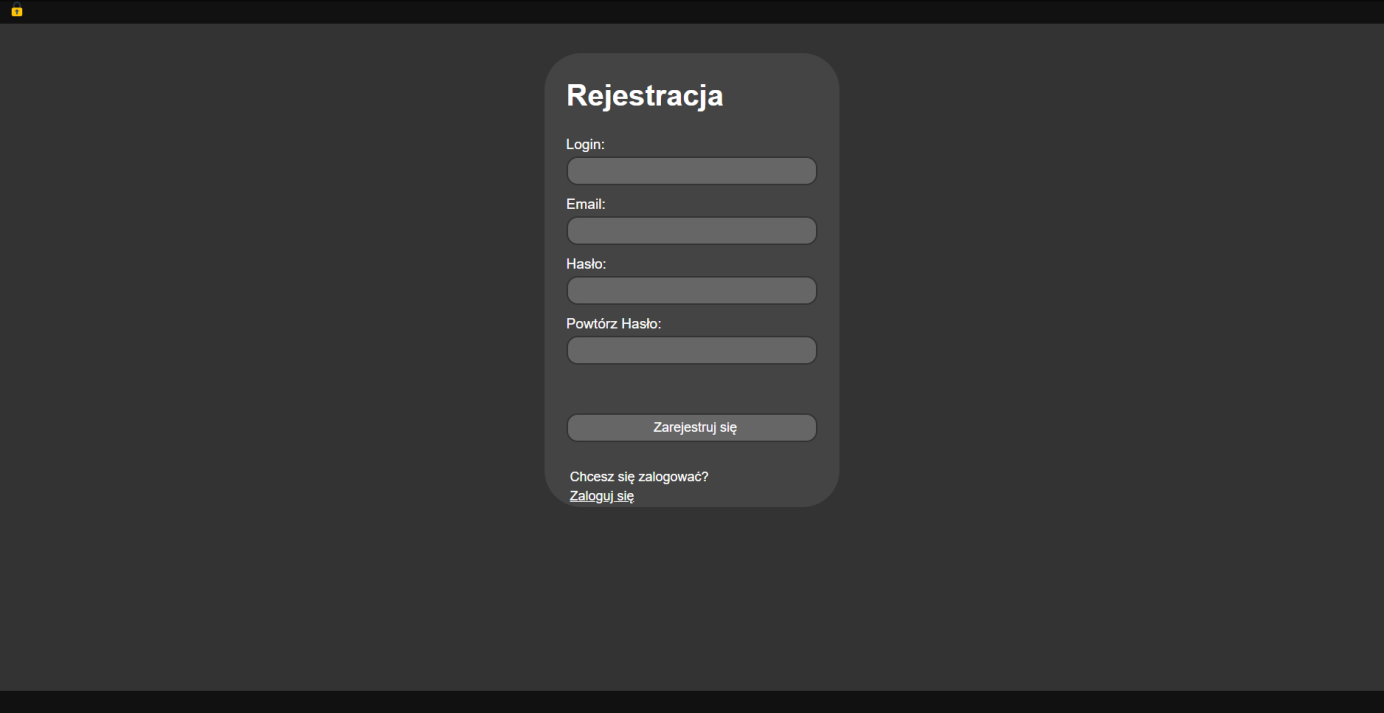 Rejestracja
Login:
Email:
Hasło:
Powtórz Hasło:
Zarejestruj się
Chcesz się zalogować?
Zaloguj się